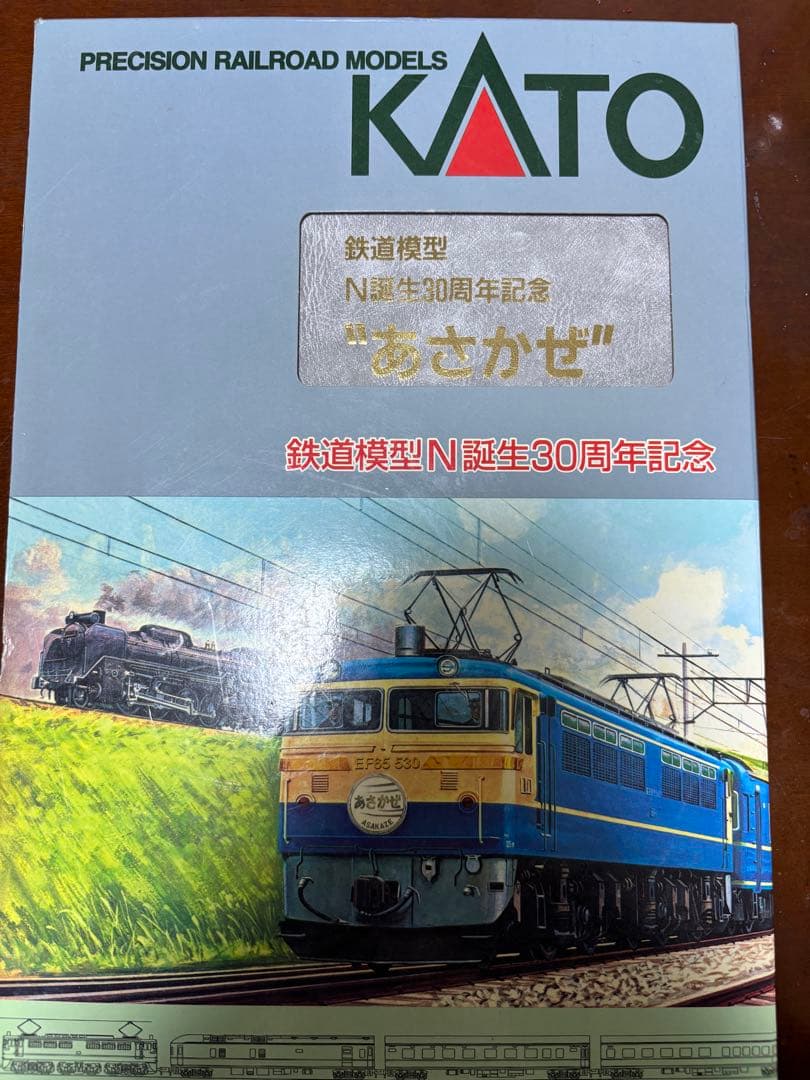 PRECISION RAILROAD MODELS
KATO
鉄道模型
N誕生30周年記念
"あさかぜ"
鉄道模型N誕生30周年記念
EF65 530
あさかぜ
ASAKAZE